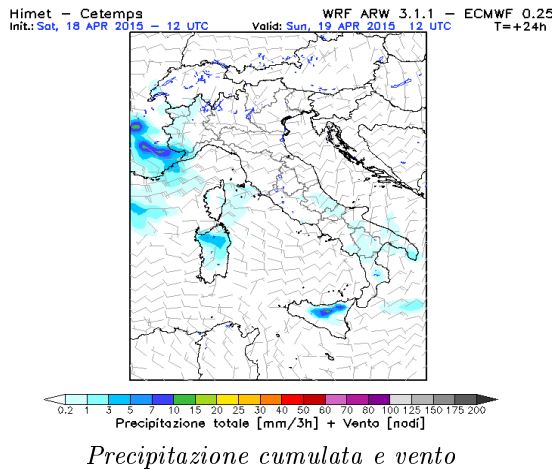 Himet – Cetemps WRF ARW 3.1.1 – ECMWF 0.25
Init.: Sat, 18 APR 2015 – 12 UTC Valid: Sun, 19 APR 2015 12 UTC T=+24h
0.2 1 3 5 7 10 15 20 25 30 40 50 60 70 80 100 125 150 175 200
Precipitazione totale [mm/3h] + Vento [nodi]
Precipitazione cumulata e vento